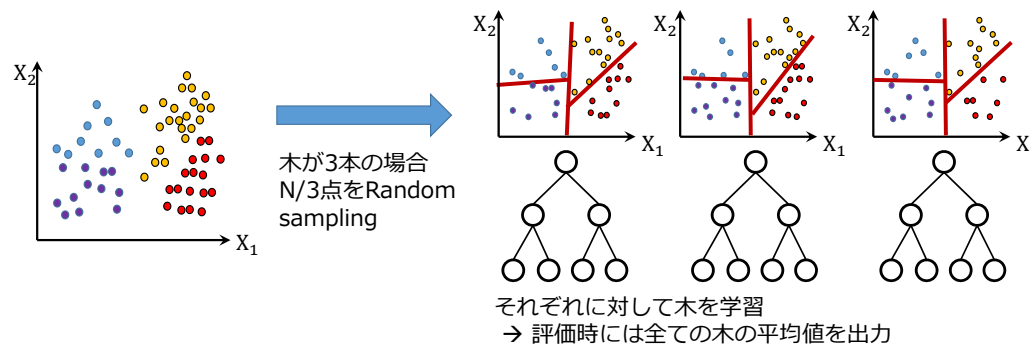 X2
X1
木が3本の場合
N/3点をRandom
sampling
X2
X1
X2
X1
X2
X1
それぞれに対して木を学習
→ 評価時には全ての木の平均値を出力